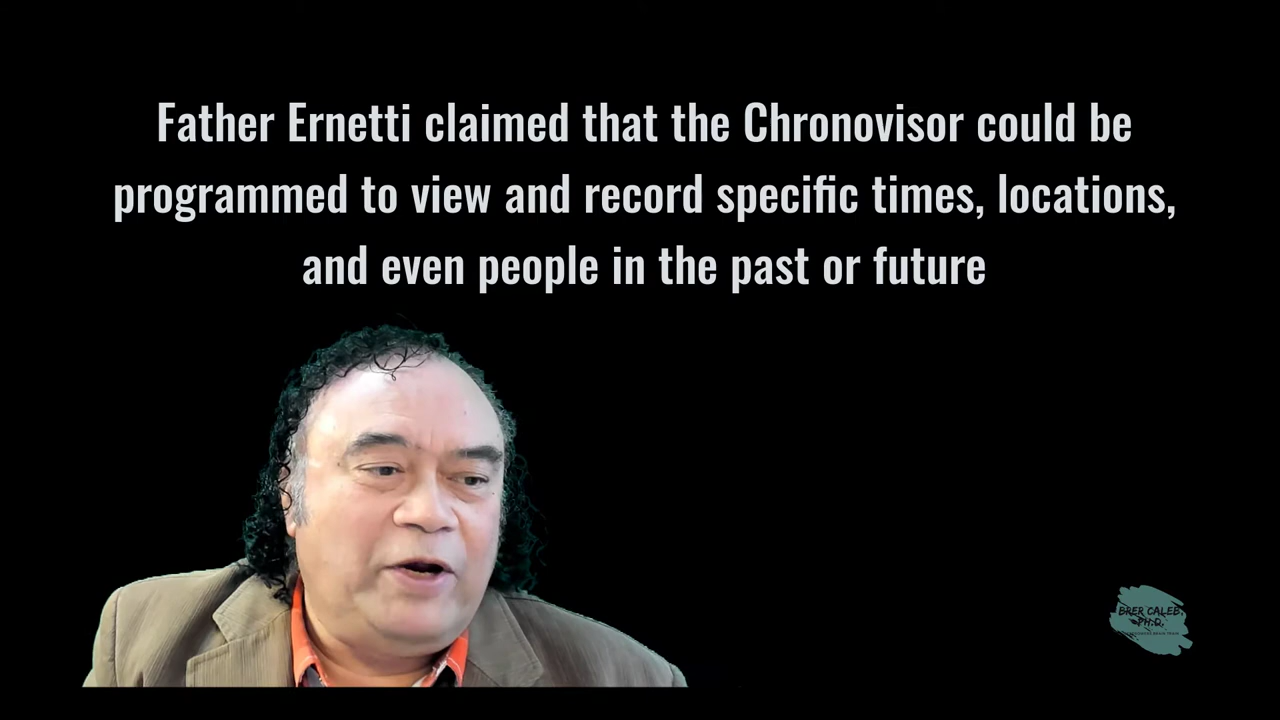 Father Ernetti claimed that the Chronovisor could be
programmed to view and record specific times, locations,
and even people in the past or future
BRER CALEB,
PH.D.